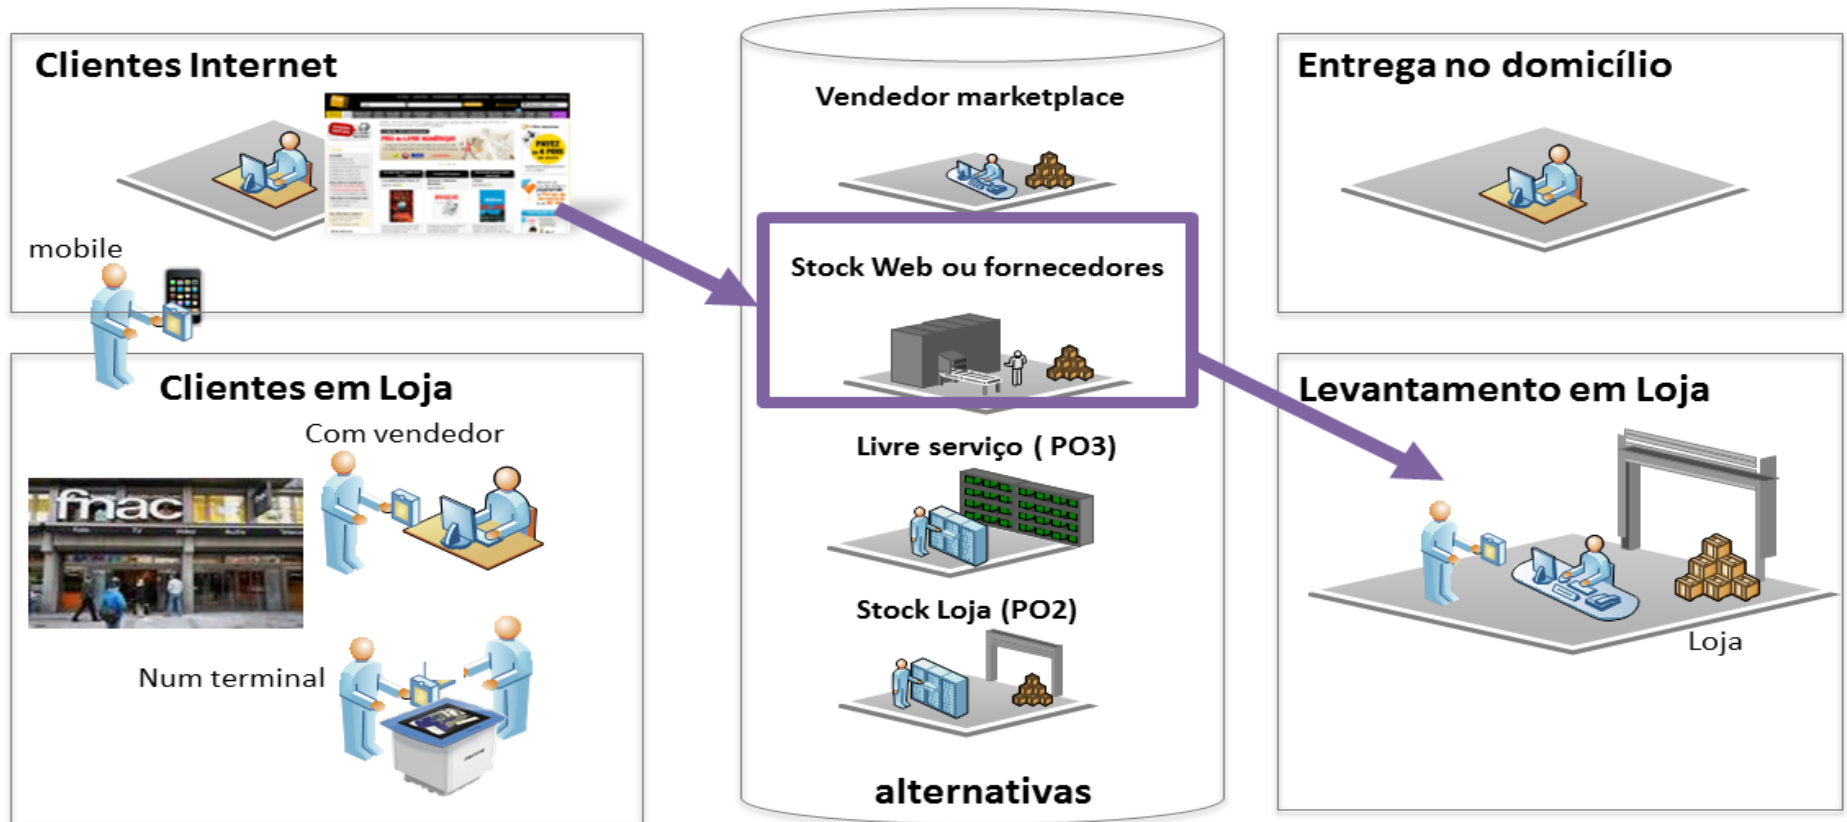 Clientes Internet
PAYEZ
mobile
Clientes em Loja
Com vendedor
fnac
Num terminal
Vendedor marketplace
Stock Web ou fornecedores
Livre serviço ( PO3)
Stock Loja (PO2)
alternativas
Entrega no domicílio
Levantamento em Loja
Loja